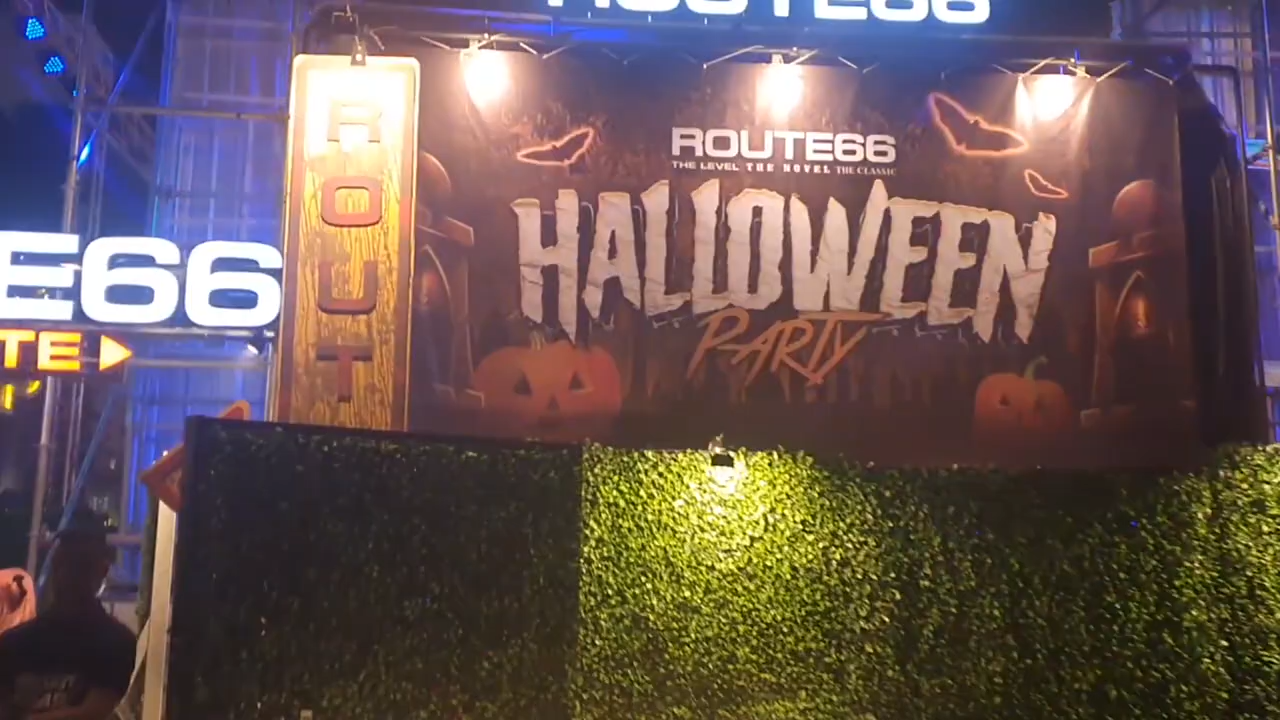 ROUTE66
ROUT
ROUTE66
THE LEVEL THE NOVEL THE CLASSIC
HALLOWEEN
PARTY
E66
TE